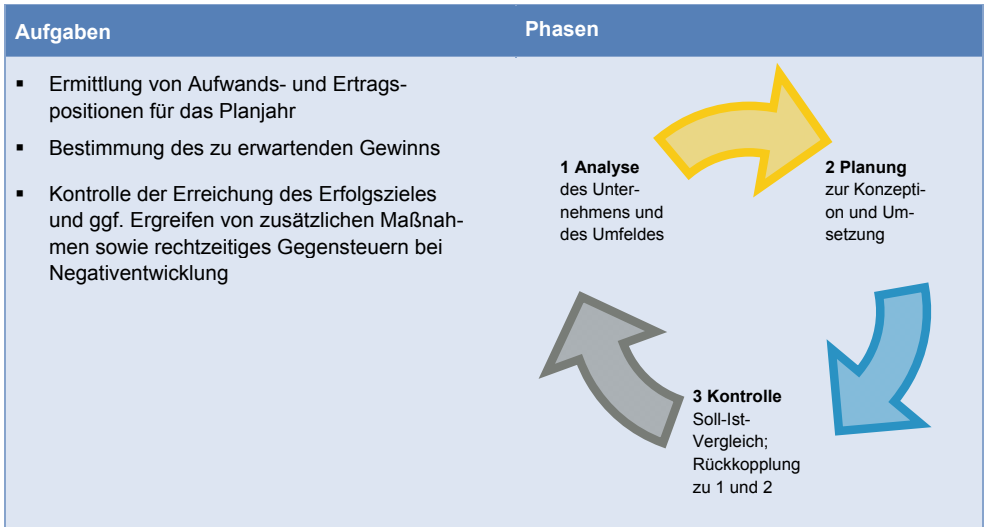 Aufgaben
Phasen
▪ Ermittlung von Aufwands- und Ertrags-
positionen für das Planjahr
▪ Bestimmung des zu erwartenden Gewinns
▪ Kontrolle der Erreichung des Erfolgszieles
und ggf. Ergreifen von zusätzlichen Maßnah-
men sowie rechtzeitiges Gegensteuern bei
Negativentwicklung
1 Analyse
des Unter-
nehmens und
des Umfeldes
2 Planung
zur Konzepti-
on und Um-
setzung
3 Kontrolle
Soll-Ist-
Vergleich;
Rückkopplung
zu 1 und 2